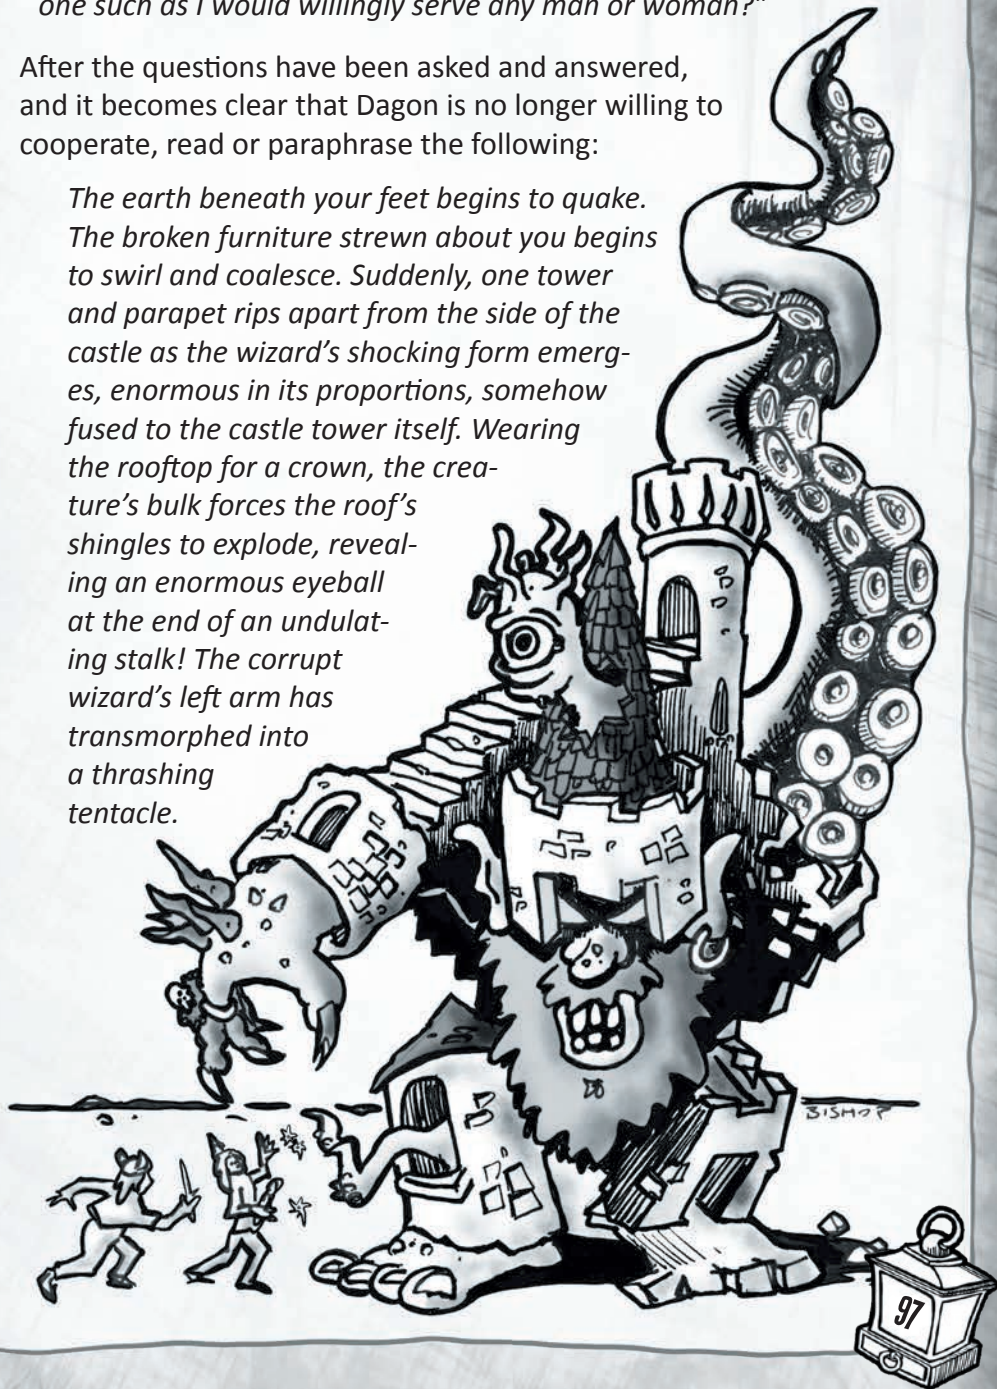 one such as I would willingly serve any man or woman?"
After the questions have been asked and answered,
and it becomes clear that Dagon is no longer willing to
cooperate, read or paraphrase the following:
The earth beneath your feet begins to quake.
The broken furniture strewn about you begins
to swirl and coalesce. Suddenly, one tower
and parapet rips apart from the side of the
castle as the wizard's shocking form emerg-
es, enormous in its proportions, somehow
fused to the castle tower itself. Wearing
the rooftop for a crown, the crea-
ture's bulk forces the roof's
shingles to explode, reveal-
ing an enormous eyeball
at the end of an undulat-
ing stalk! The corrupt
wizard's left arm has
transmorphed into
a thrashing
tentacle.
BISHOP
97